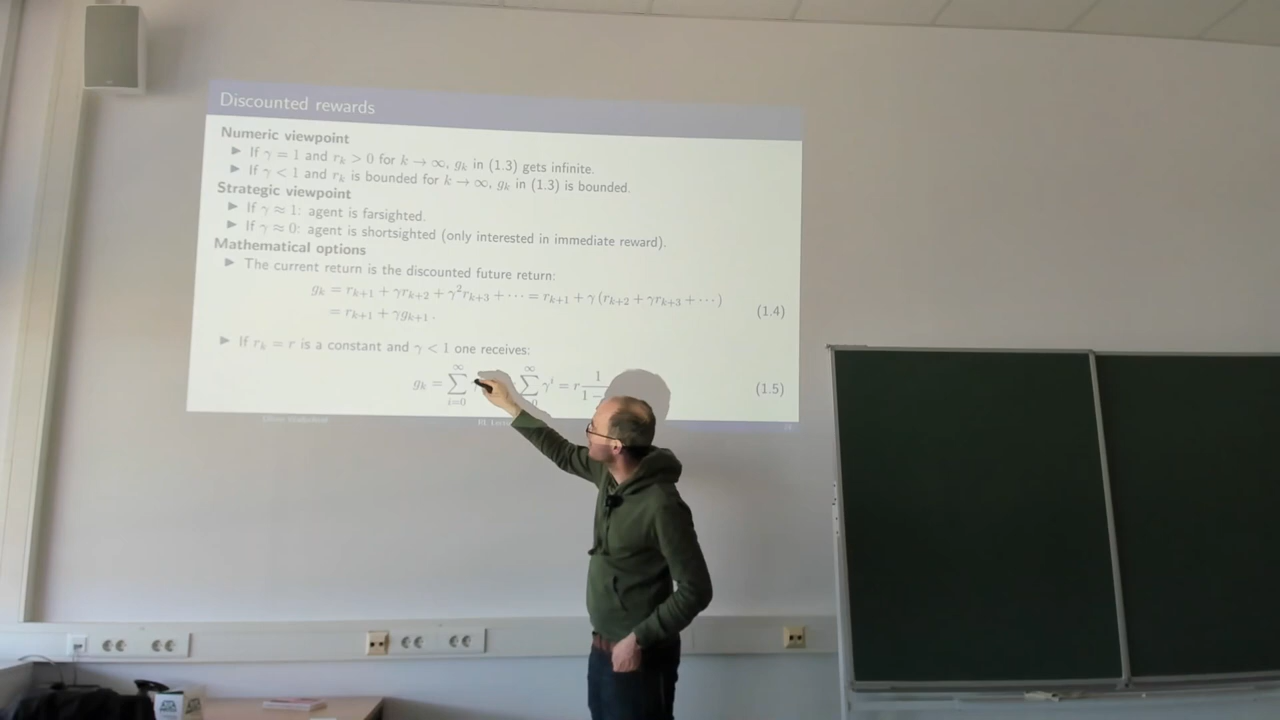 Discounted rewards
Numeric viewpoint
▶ If γ = 1 and r_k > 0 for k → ∞, g_k in (1.3) gets infinite.
▶ If γ < 1 and r_k is bounded for k → ∞, g_k in (1.3) is bounded.
Strategic viewpoint
▶ If γ ≈ 1: agent is farsighted.
▶ If γ ≈ 0: agent is shortsighted (only interested in immediate reward).
Mathematical options
▶ The current return is the discounted future return:
g_k = r_{k+1} + γr_{k+2} + γ²r_{k+3} + ⋯ = r_{k+1} + γ (r_{k+2} + γr_{k+3} + ⋯)
= r_{k+1} + γg_{k+1}. (1.4)
▶ If r_k = r is a constant and γ < 1 one receives:
g_k = ∑_{i=0}^{∞} ∑^{∞} γ^i = r 1/1− (1.5)